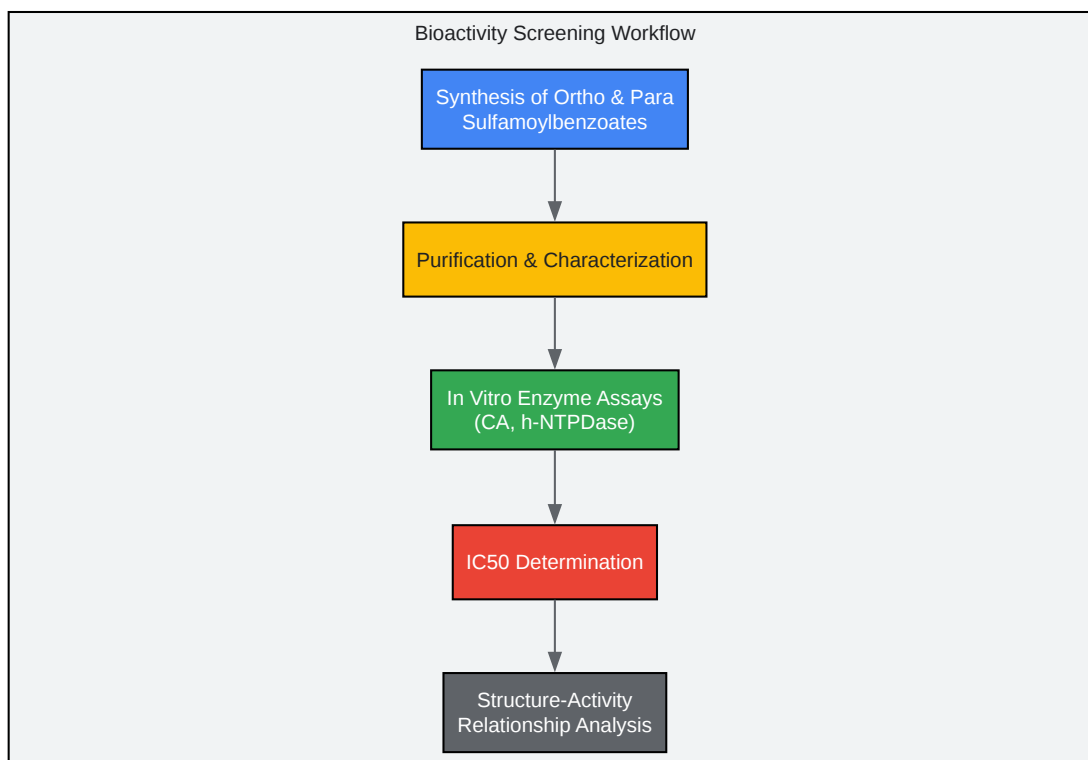 Bioactivity Screening Workflow
Synthesis of Ortho & Para
Sulfamoylbenzoates
Purification & Characterization
In Vitro Enzyme Assays
(CA, h-NTPDase)
IC50 Determination
Structure-Activity
Relationship Analysis